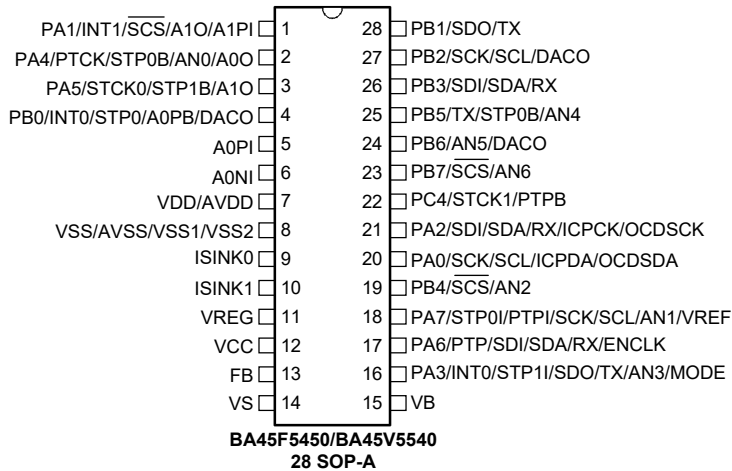 PA1/INT1/SCS/A1O/A1PI 1 28 PB1/SDO/TX
PA4/PTCK/STP0B/AN0/A0O 2 27 PB2/SCK/SCL/DACO
PA5/STCK0/STP1B/A1O 3 26 PB3/SDI/SDA/RX
PB0/INT0/STP0/A0PB/DACO 4 25 PB5/TX/STP0B/AN4
A0PI 5 24 PB6/AN5/DACO
A0NI 6 23 PB7/SCS/AN6
VDD/AVDD 7 22 PC4/STCK1/PTPB
VSS/AVSS/VSS1/VSS2 8 21 PA2/SDI/SDA/RX/ICPCK/OCDSCK
ISINK0 9 20 PA0/SCK/SCL/ICPDA/OCDSDA
ISINK1 10 19 PB4/SCS/AN2
VREG 11 18 PA7/STP0I/PTPI/SCK/SCL/AN1/VREF
VCC 12 17 PA6/PTP/SDI/SDA/RX/ENCLK
FB 13 16 PA3/INT0/STP1I/SDO/TX/AN3/MODE
VS 14 15 VB
BA45F5450/BA45V5540
28 SOP-A